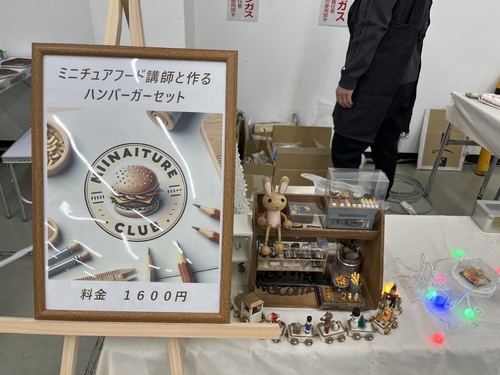 ミニチュアフード講師と作る
ハンバーガーセット
MIINAITURE
CLUB
料金 1600円
ガス
ガス